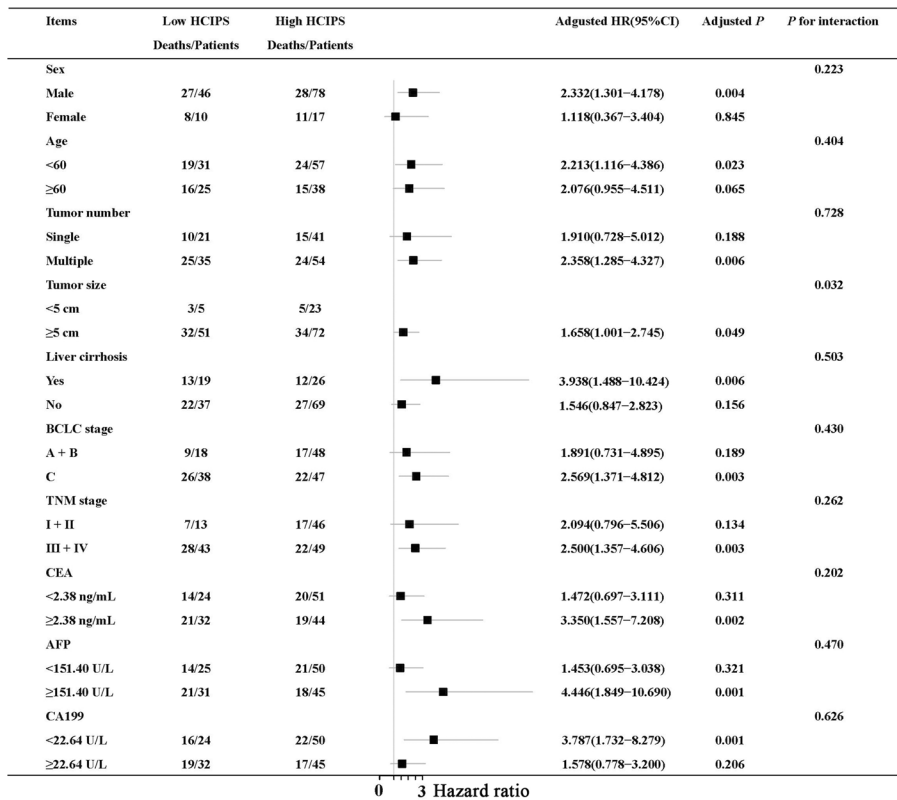 Items Low HCIPS High HCIPS Adgusted HR(95%CI) Adjusted P P for interaction
Deaths/Patients Deaths/Patients
Sex 0.223
Male 27/46 28/78 2.332(1.301−4.178) 0.004
Female 8/10 11/17 1.118(0.367−3.404) 0.845
Age 0.404
<60 19/31 24/57 2.213(1.116−4.386) 0.023
≥60 16/25 15/38 2.076(0.955−4.511) 0.065
Tumor number 0.728
Single 10/21 15/41 1.910(0.728−5.012) 0.188
Multiple 25/35 24/54 2.358(1.285−4.327) 0.006
Tumor size 0.032
<5 cm 3/5 5/23
≥5 cm 32/51 34/72 1.658(1.001−2.745) 0.049
Liver cirrhosis 0.503
Yes 13/19 12/26 3.938(1.488−10.424) 0.006
No 22/37 27/69 1.546(0.847−2.823) 0.156
BCLC stage 0.430
A + B 9/18 17/48 1.891(0.731−4.895) 0.189
C 26/38 22/47 2.569(1.371−4.812) 0.003
TNM stage 0.262
I + II 7/13 17/46 2.094(0.796−5.506) 0.134
III + IV 28/43 22/49 2.500(1.357−4.606) 0.003
CEA 0.202
<2.38 ng/mL 14/24 20/51 1.472(0.697−3.111) 0.311
≥2.38 ng/mL 21/32 19/44 3.350(1.557−7.208) 0.002
AFP 0.470
<151.40 U/L 14/25 21/50 1.453(0.695−3.038) 0.321
≥151.40 U/L 21/31 18/45 4.446(1.849−10.690) 0.001
CA199 0.626
<22.64 U/L 16/24 22/50 3.787(1.732−8.279) 0.001
≥22.64 U/L 19/32 17/45 1.578(0.778−3.200) 0.206
0 3 Hazard ratio